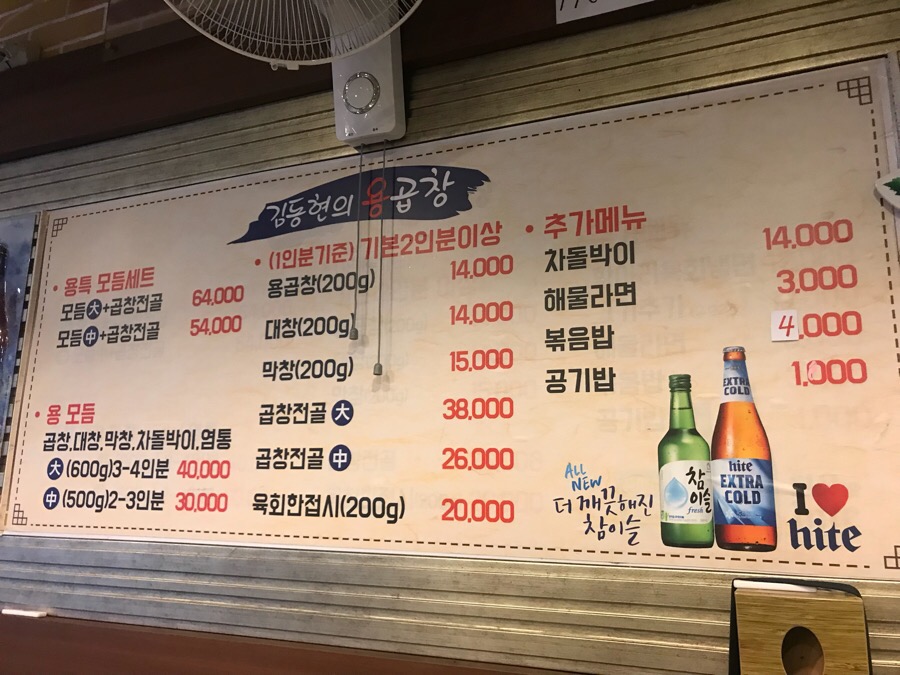 김동현의 용곱창
• 용특 모듬세트
모듬大+곱창전골 64,000
모듬中+곱창전골 54,000
• 용 모듬
곱창,대창,막창,차돌박이,염통
大 (600g)3-4인분 40,000
中 (500g)2-3인분 30,000
• (1인분기준) 기본2인분이상
용곱창(200g) 14,000
대창(200g) 14,000
막창(200g) 15,000
곱창전골 大 38,000
곱창전골 中 26,000
육회한접시(200g) 20,000
• 추가메뉴
차돌박이 14,000
해물라면 3,000
볶음밥 4,000
공기밥 1,000
ALL NEW
더 깨끗해진
참이슬
참이슬
fresh
EXTRA
COLD
hite
EXTRA
COLD
I ♥
hite